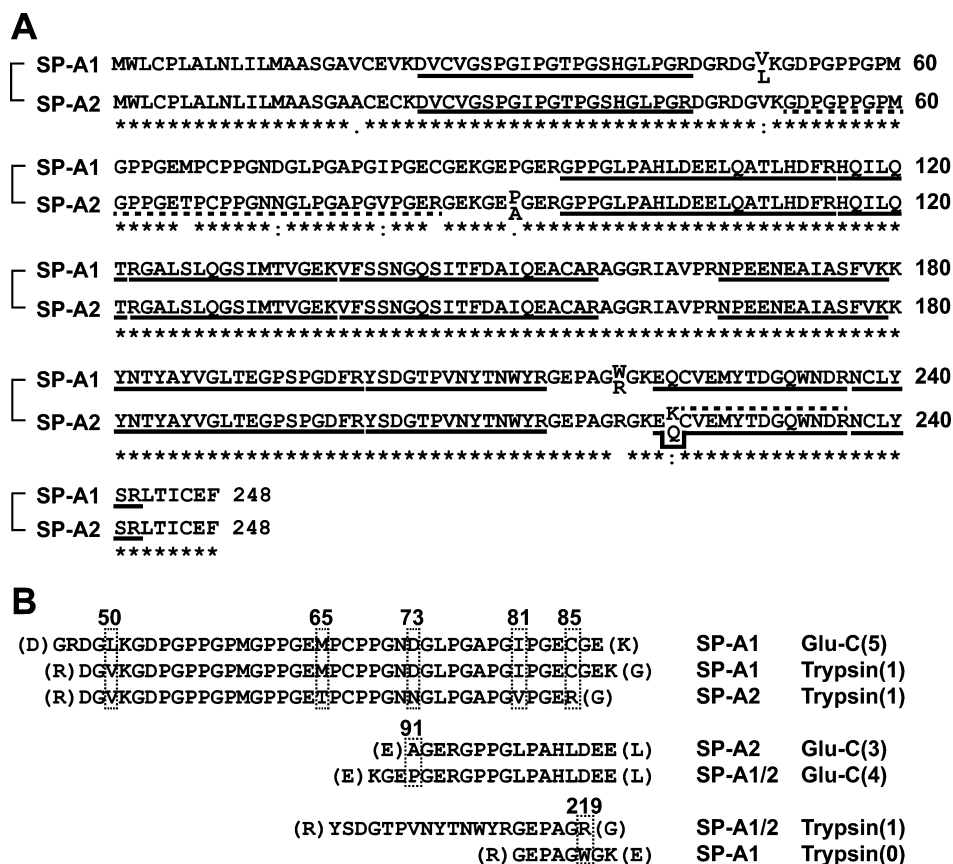 A
SP-A1 MWLCPLALNLILMAASGAVCEVKDVCVGSPGIPGTPGSHGLPGRDGRDGVKGDPGPPGPM 60
L
SP-A2 MWLCPLALNLILMAASGAACECKDVCVGSPGIPGTPGSHGLPGRDGRDGVKGDPGPPGPM 60
******************.** ***************************:**********
SP-A1 GPPGEMPCPPGNDGLPGAPGIPGECGEKGEPGERGPPGLPAHLDEELQATLHDFRHQILQ 120
SP-A2 GPPGETPCPPGNNGLPGAPGVPGERGEKGEPGERGPPGLPAHLDEELQATLHDFRHQILQ 120
A
***** ******:*******:*** *****.*****************************
SP-A1 TRGALSLQGSIMTVGEKVFSSNGQSITFDAIQEACARAGGRIAVPRNPEENEAIASFVKK 180
SP-A2 TRGALSLQGSIMTVGEKVFSSNGQSITFDAIQEACARAGGRIAVPRNPEENEAIASFVKK 180
************************************************************
SP-A1 YNTYAYVGLTEGPSPGDFRYSDGTPVNYTNWYRGEPAGWGKEQCVEMYTDGQWNDRNCLY 240
R
SP-A2 YNTYAYVGLTEGPSPGDFRYSDGTPVNYTNWYRGEPAGRGKEKCVEMYTDGQWNDRNCLY 240
Q
************************************** ***:*****************
SP-A1 SRLTICEF 248
SP-A2 SRLTICEF 248
********
B
50 65 73 81 85
(D)GRDGLKGDPGPPGPMGPPGEMPCPPGNDGLPGAPGIPGECGE(K) SP-A1 Glu-C(5)
(R)DGVKGDPGPPGPMGPPGEMPCPPGNDGLPGAPGIPGECGEK(G) SP-A1 Trypsin(1)
(R)DGVKGDPGPPGPMGPPGETPCPPGNNGLPGAPGVPGER(G) SP-A2 Trypsin(1)
91
(E)AGERGPPGLPAHLDEE(L) SP-A2 Glu-C(3)
(E)KGEPGERGPPGLPAHLDEE(L) SP-A1/2 Glu-C(4)
219
(R)YSDGTPVNYTNWYRGEPAGR(G) SP-A1/2 Trypsin(1)
(R)GEPAGWGK(E) SP-A1 Trypsin(0)